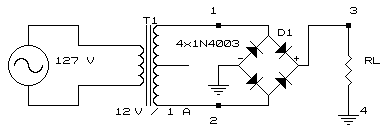 1
3
T1
4x1N4003
D1
127 V
-
+
RL
12 V / 1 A
2
4